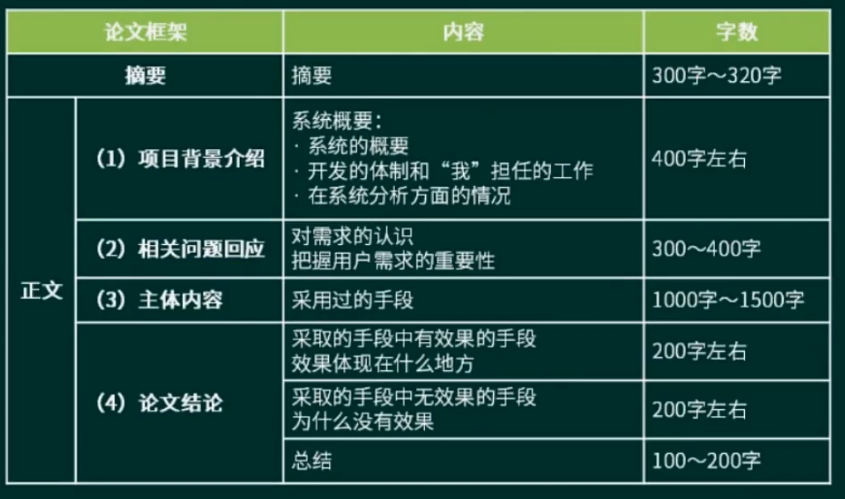 论文框架
内容
字数
摘要
摘要
300字～320字
正文
（1）项目背景介绍
系统概要：
· 系统的概要
· 开发的体制和“我”担任的工作
· 在系统分析方面的情况
400字左右
（2）相关问题回应
对需求的认识
把握用户需求的重要性
300～400字
（3）主体内容
采用过的手段
1000字～1500字
（4）论文结论
采取的手段中有效果的手段
效果体现在什么地方
200字左右
采取的手段中无效果的手段
为什么没有效果
200字左右
总结
100～200字